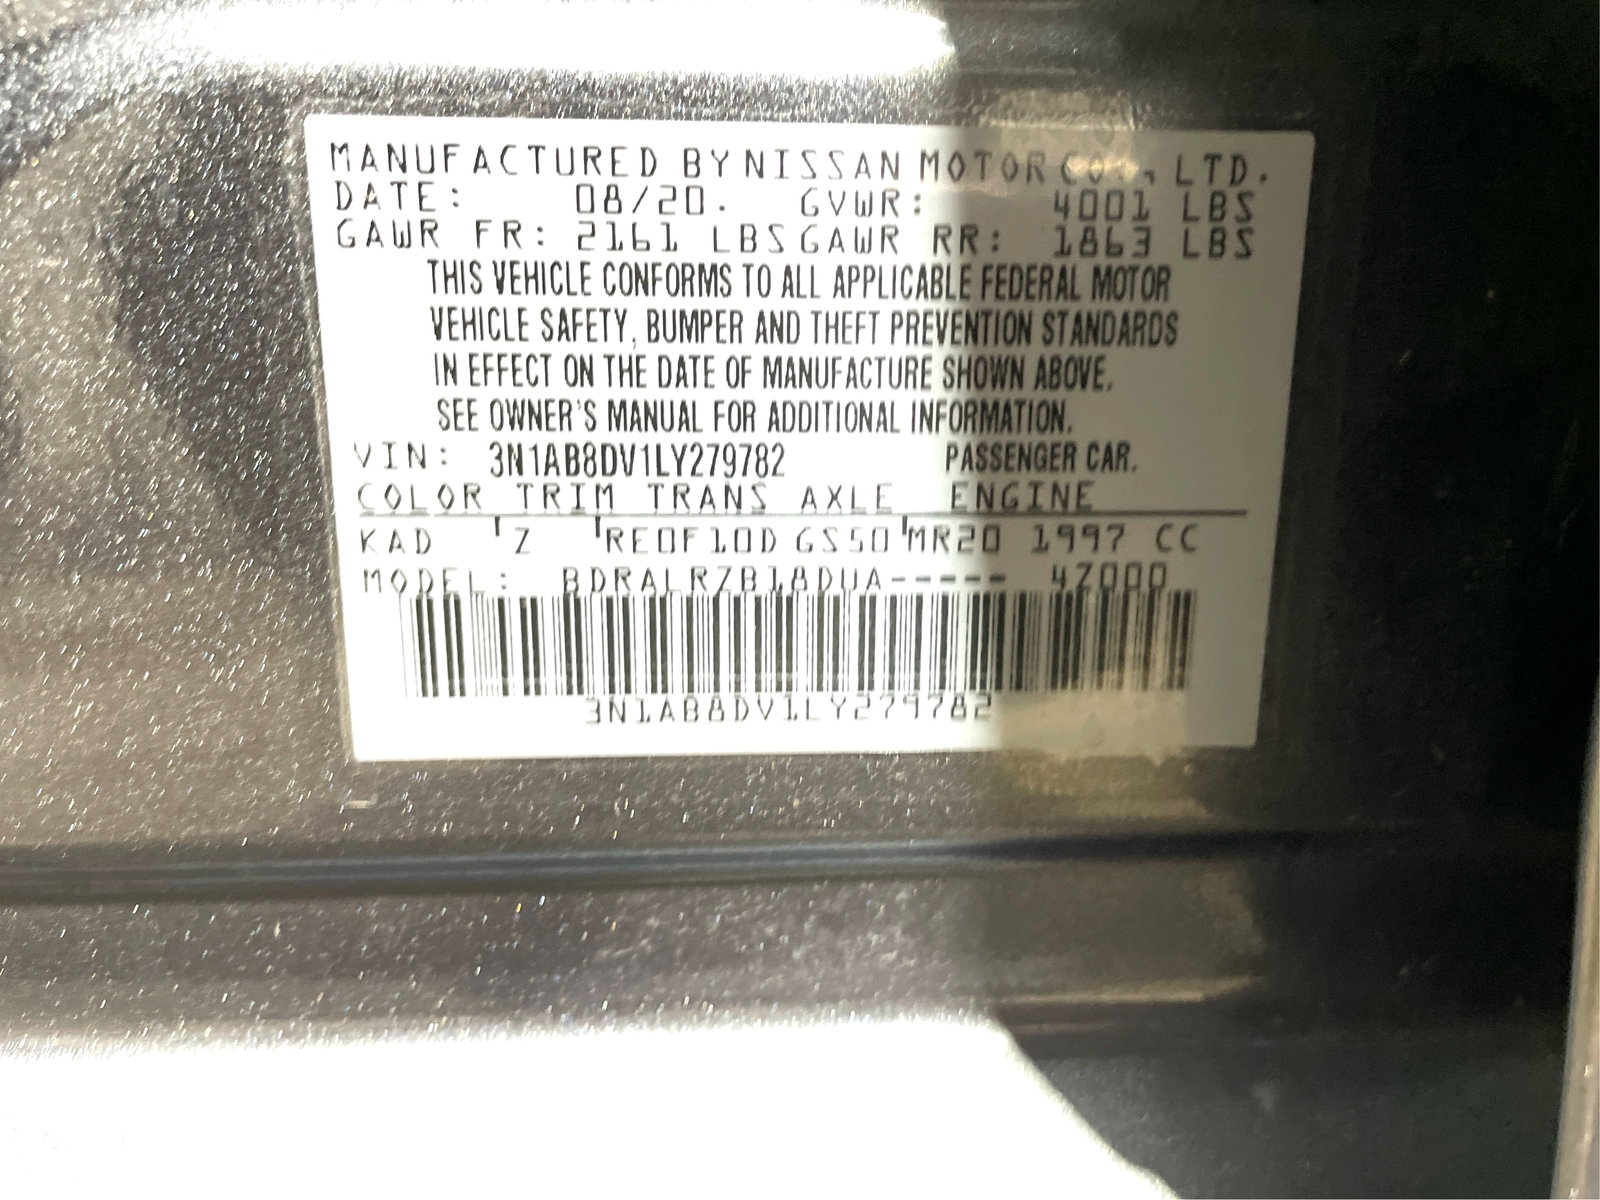 MANUFACTURED BY NISSAN MOTOR CO., LTD.
DATE: 08/20. GVWR: 4001 LBS
GAWR FR: 2161 LBS GAWR RR: 1863 LBS
THIS VEHICLE CONFORMS TO ALL APPLICABLE FEDERAL MOTOR
VEHICLE SAFETY, BUMPER AND THEFT PREVENTION STANDARDS
IN EFFECT ON THE DATE OF MANUFACTURE SHOWN ABOVE.
SEE OWNER'S MANUAL FOR ADDITIONAL INFORMATION.
VIN: 3N1AB8DV1LY279782 PASSENGER CAR.
COLOR TRIM TRANS AXLE ENGINE
KAD 'Z 'RE0F10D GS50'MR20 1997 CC
MODEL: BDRALRZB18DUA----- 4Z000
3N1AB8DV1LY279782